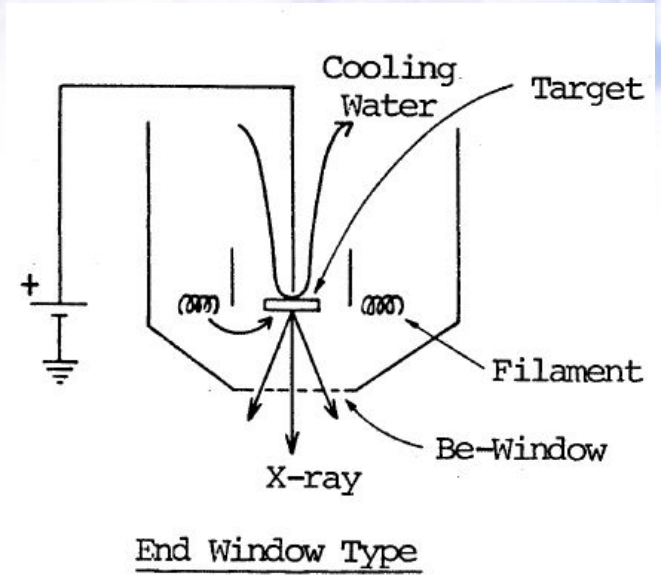 Cooling
Water
Target
+
Filament
Be-Window
X-ray
End Window Type